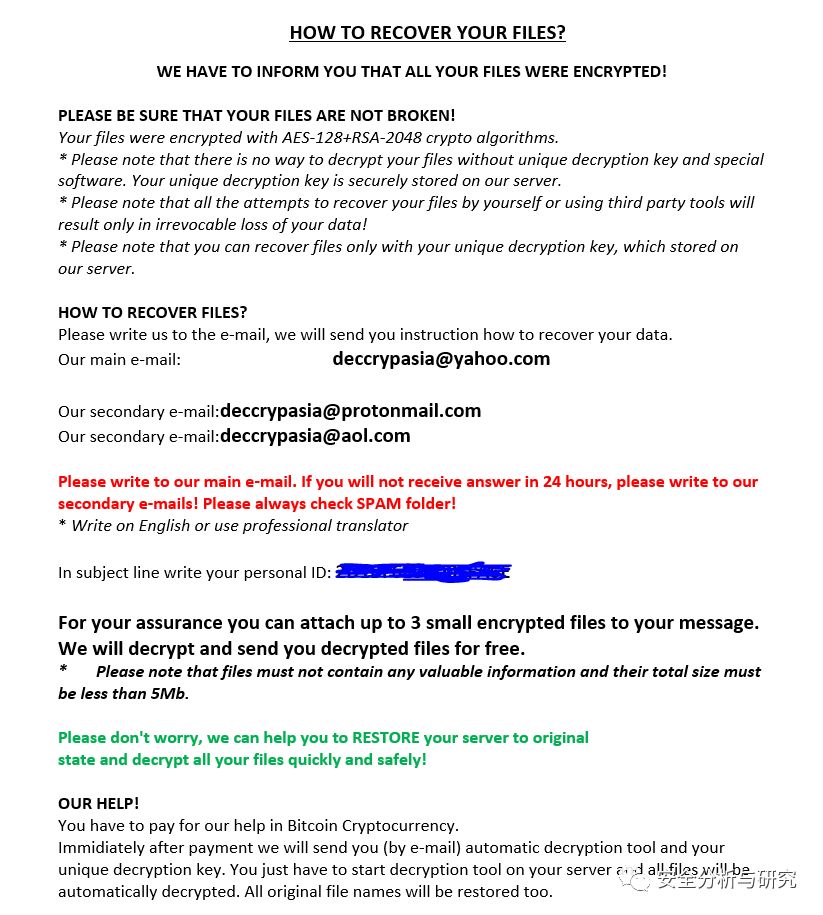 HOW TO RECOVER YOUR FILES?
WE HAVE TO INFORM YOU THAT ALL YOUR FILES WERE ENCRYPTED!
PLEASE BE SURE THAT YOUR FILES ARE NOT BROKEN!
Your files were encrypted with AES-128+RSA-2048 crypto algorithms.
* Please note that there is no way to decrypt your files without unique decryption key and special
software. Your unique decryption key is securely stored on our server.
* Please note that all the attempts to recover your files by yourself or using third party tools will
result only in irrevocable loss of your data!
* Please note that you can recover files only with your unique decryption key, which stored on
our server.
HOW TO RECOVER FILES?
Please write us to the e-mail, we will send you instruction how to recover your data.
Our main e-mail: deccrypasia@yahoo.com
Our secondary e-mail:deccrypasia@protonmail.com
Our secondary e-mail:deccrypasia@aol.com
Please write to our main e-mail. If you will not receive answer in 24 hours, please write to our
secondary e-mails! Please always check SPAM folder!
* Write on English or use professional translator
In subject line write your personal ID:
For your assurance you can attach up to 3 small encrypted files to your message.
We will decrypt and send you decrypted files for free.
* Please note that files must not contain any valuable information and their total size must
be less than 5Mb.
Please don't worry, we can help you to RESTORE your server to original
state and decrypt all your files quickly and safely!
OUR HELP!
You have to pay for our help in Bitcoin Cryptocurrency.
Immidiately after payment we will send you (by e-mail) automatic decryption tool and your
unique decryption key. You just have to start decryption tool on your server and all files will be
automatically decrypted. All original file names will be restored too.
安全分析与研究